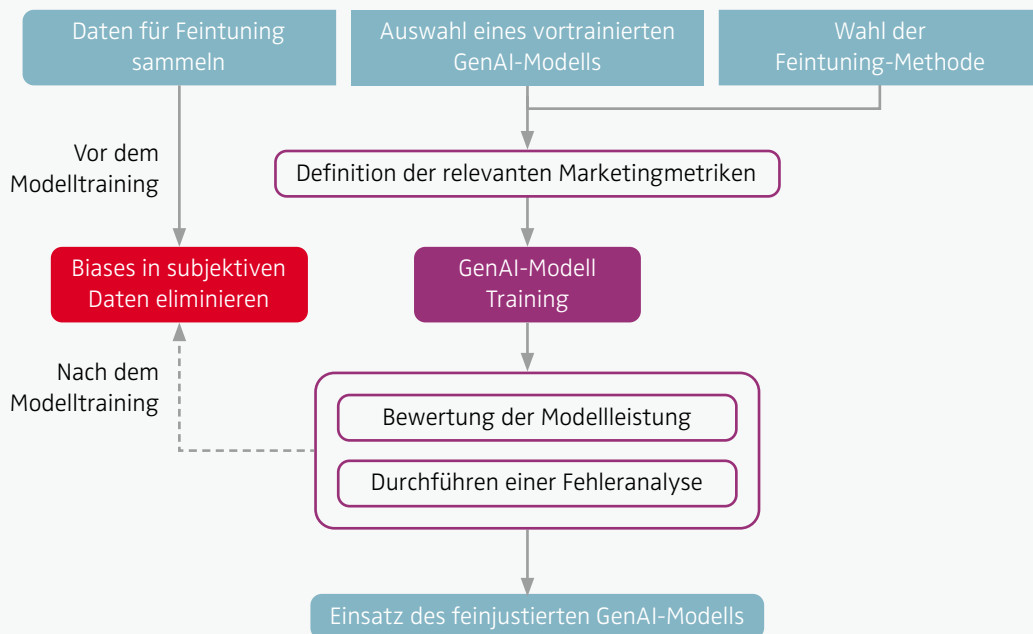 Daten für Feintuning
sammeln
Auswahl eines vortrainierten
GenAI-Modells
Wahl der
Feintuning-Methode
Vor dem
Modelltraining
Definition der relevanten Marketingmetriken
Biases in subjektiven
Daten eliminieren
GenAI-Modell
Training
Nach dem
Modelltraining
Bewertung der Modellleistung
Durchführen einer Fehleranalyse
Einsatz des feinjustierten GenAI-Modells